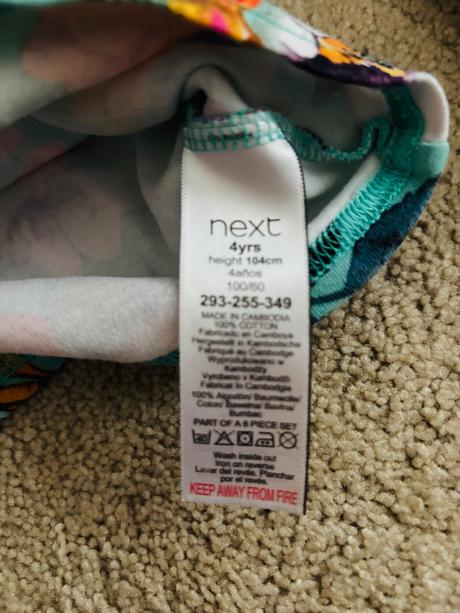 next
4yrs
height 104cm
4años
100/60
293-255-349
MADE IN CAMBODIA
100% COTTON
Fabricado en Camboya
Hergestellt in Kambodscha
Fabriqué au Cambodge
Wyprodukowano w
Kambodży
Vyrobeno v Kambodži
Fabricat în Cambodgia
100% Algodón/Baumwolle/
Coton/Bawełna/Bavlna/
Bumbac
PART OF A 6 PIECE SET
Wash inside out
Iron on reverse
Lavar del revés. Planchar
por el revés.
KEEP AWAY FROM FIRE